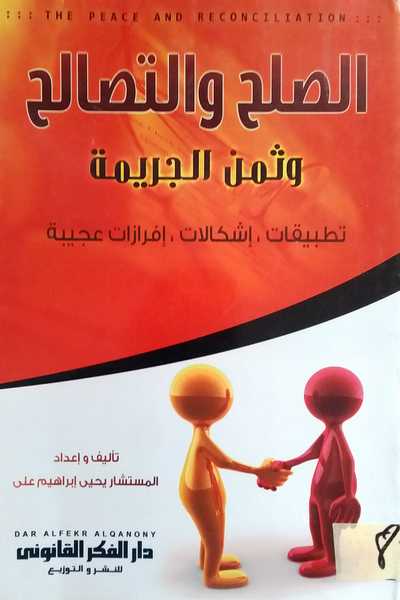 ::: THE PEACE AND RECONCILIATION :::
الصلح والتصالح
وثمن الجريمة
تطبيقات ، إشكالات ، إفرازات عجيبة
تأليف و إعداد
المستشار يحيى إبراهيم على
DAR ALFEKR ALQANONY
دار الفكر القانونى
للنشر و التوزيع
٨